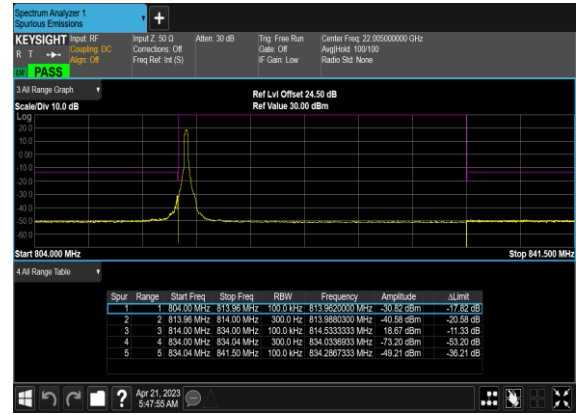 Spectrum Analyzer 1
Spurious Emissions
KEYSIGHT
R T
LV PASS
Input: RF
Coupling: DC
Align: Off
Input Z: 50 Ω
Corrections: Off
Freq Ref: Int (S)
Atten: 30 dB
Trig: Free Run
Gate: Off
IF Gain: Low
Center Freq: 22.005000000 GHz
Avg|Hold: 100/100
Radio Std: None
3 All Range Graph
Scale/Div 10.0 dB
Ref Lvl Offset 24.50 dB
Ref Value 30.00 dBm
Log
20.0
10.0
0.00
-10.0
-20.0
-30.0
-40.0
-50.0
-60.0
Start 804.000 MHz
Stop 841.500 MHz
4 All Range Table
Spur Range Start Freq Stop Freq RBW Frequency Amplitude ΔLimit
1 1 804.00 MHz 813.96 MHz 100.0 kHz 813.9620000 MHz -30.82 dBm -17.82 dB
2 2 813.96 MHz 814.00 MHz 300.0 Hz 813.9880300 MHz -40.58 dBm -20.58 dB
3 3 814.00 MHz 834.00 MHz 100.0 kHz 814.5333333 MHz 18.67 dBm -11.33 dB
4 4 834.00 MHz 834.04 MHz 300.0 Hz 834.0336933 MHz -73.20 dBm -53.20 dB
5 5 834.04 MHz 841.50 MHz 100.0 kHz 834.2867333 MHz -49.21 dBm -36.21 dB
?
Apr 21, 2023
5:47:55 AM